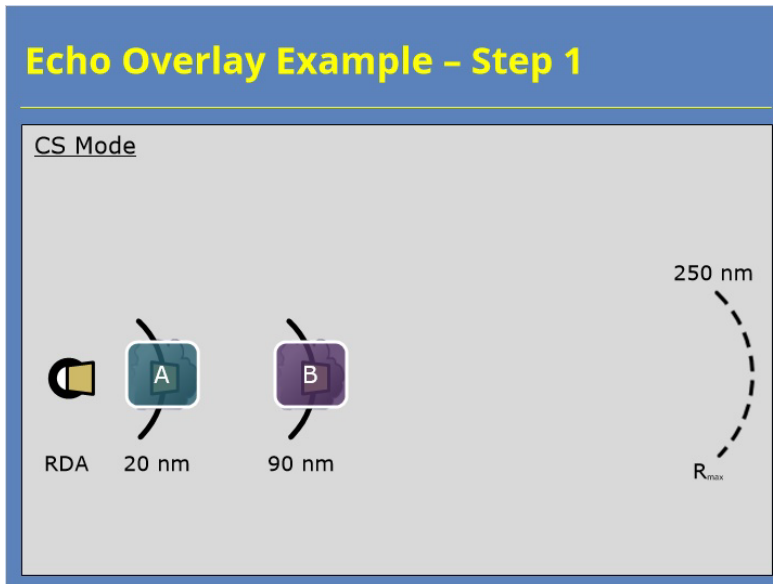 Echo Overlay Example – Step 1
CS Mode
250 nm
A
B
RDA
20 nm
90 nm
Rmax